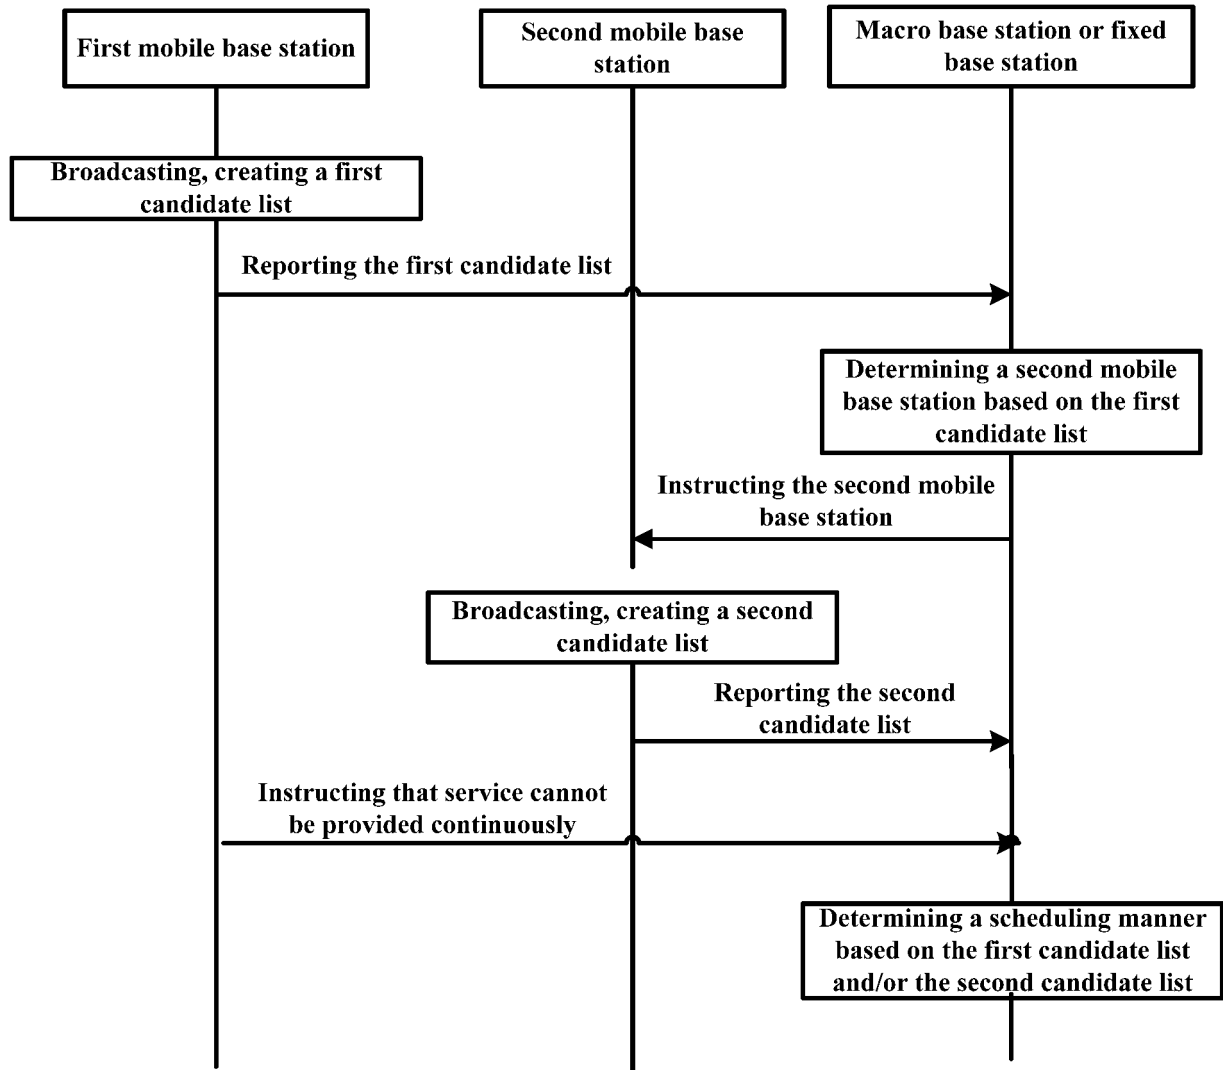 First mobile base station
Second mobile base
station
Macro base station or fixed
base station
Broadcasting, creating a first
candidate list
Reporting the first candidate list
Determining a second mobile
base station based on the first
candidate list
Instructing the second mobile
base station
Broadcasting, creating a second
candidate list
Reporting the second
candidate list
Instructing that service cannot
be provided continuously
Determining a scheduling manner
based on the first candidate list
and/or the second candidate list